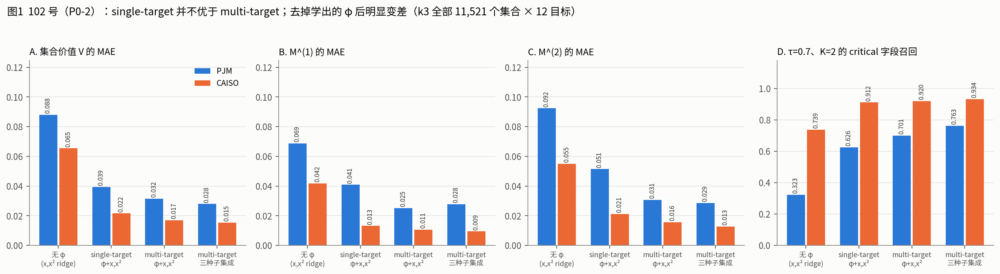 图1 102 号（P0-2）：single-target 并不优于 multi-target；去掉学出的 φ 后明显变差（k3 全部 11,521 个集合 × 12 目标）
A. 集合价值 V 的 MAE
0.12
0.10
0.08
0.06
0.04
0.02
0.00
PJM
CAISO
0.088
0.065
0.039
0.022
0.032
0.017
0.028
0.015
无 φ
(x,x² ridge)
single-target
φ+x,x²
multi-target
φ+x,x²
multi-target
三种子集成
B. M^(1) 的 MAE
0.12
0.10
0.08
0.06
0.04
0.02
0.00
0.069
0.042
0.041
0.013
0.025
0.011
0.028
0.009
无 φ
(x,x² ridge)
single-target
φ+x,x²
multi-target
φ+x,x²
multi-target
三种子集成
C. M^(2) 的 MAE
0.12
0.10
0.08
0.06
0.04
0.02
0.00
0.092
0.055
0.051
0.021
0.031
0.016
0.029
0.013
无 φ
(x,x² ridge)
single-target
φ+x,x²
multi-target
φ+x,x²
multi-target
三种子集成
D. τ=0.7、K=2 的 critical 字段召回
1.0
0.8
0.6
0.4
0.2
0.0
0.323
0.739
0.626
0.912
0.701
0.920
0.763
0.934
无 φ
(x,x² ridge)
single-target
φ+x,x²
multi-target
φ+x,x²
multi-target
三种子集成